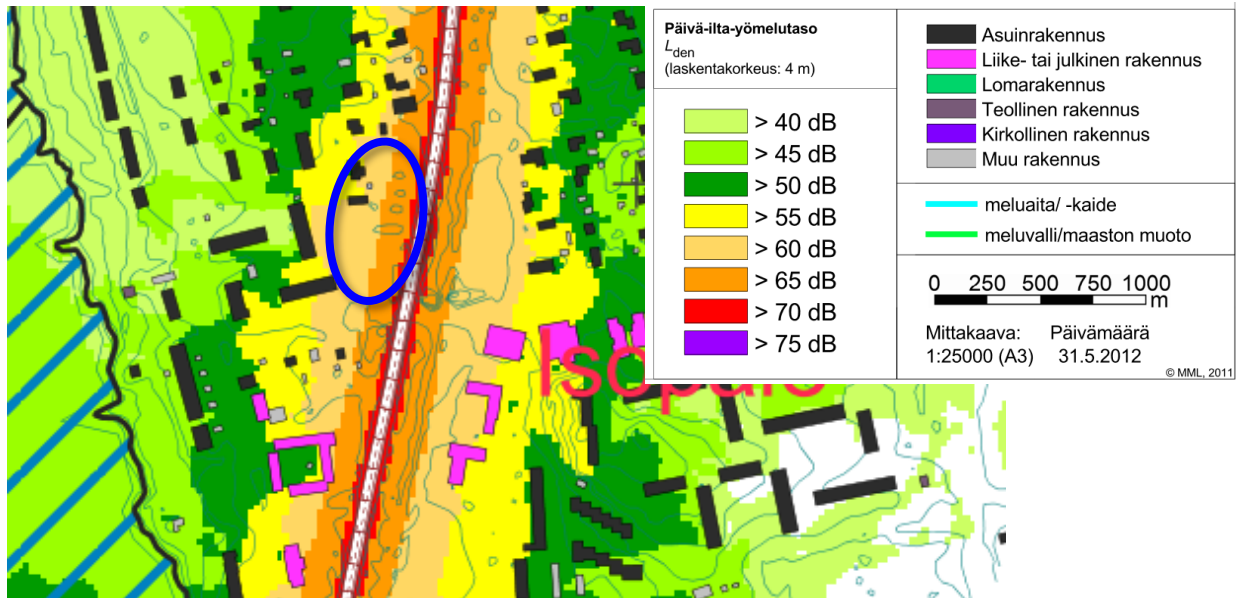 Päivä-ilta-yömelutaso
Lden
(laskentakorkeus: 4 m)
> 40 dB
> 45 dB
> 50 dB
> 55 dB
> 60 dB
> 65 dB
> 70 dB
> 75 dB
Asuinrakennus
Liike- tai julkinen rakennus
Lomarakennus
Teollinen rakennus
Kirkollinen rakennus
Muu rakennus
meluaita/ -kaide
meluvalli/maaston muoto
0 250 500 750 1000
m
Mittakaava: Päivämäärä
1:25000 (A3) 31.5.2012
© MML, 2011